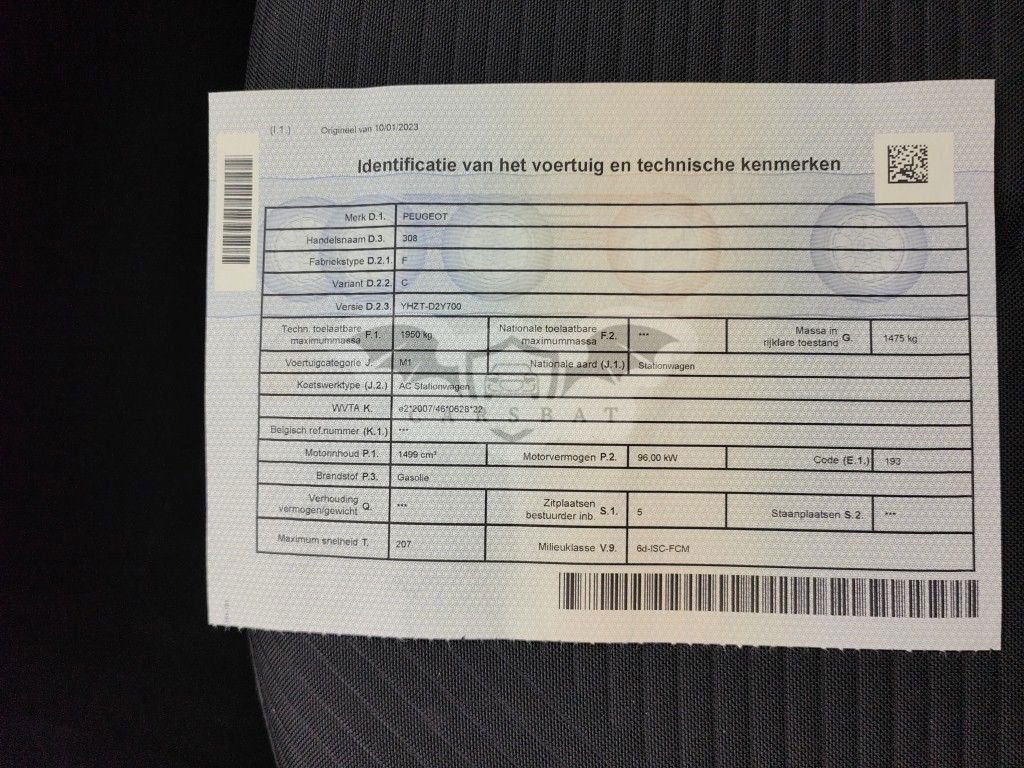 (I.1.) Origineel van 10/01/2023
Identificatie van het voertuig en technische kenmerken
Merk D.1. PEUGEOT
Handelsnaam D.3. 308
Fabriekstype D.2.1. F
Variant D.2.2. C
Versie D.2.3. YHZT-D2Y700
Techn. toelaatbare maximummassa F.1. 1950 kg Nationale toelaatbare maximummassa F.2. *** Massa in rijklare toestand G. 1475 kg
Voertuigcategorie J. M1 Nationale aard (J.1.) Stationwagen
Koetswerktype (J.2.) AC Stationwagen
WVTA K. e2*2007/46*0628*22
CARSBAT
Belgisch ref.nummer (K.1.) ***
Motorinhoud P.1. 1499 cm³ Motorvermogen P.2. 96,00 kW Code (E.1.) 193
Brandstof P.3. Gasolie
Verhouding vermogen/gewicht Q. *** Zitplaatsen bestuurder inb. S.1. 5 Staanplaatsen S.2. ***
Maximum snelheid T. 207 Milieuklasse V.9. 6d-ISC-FCM